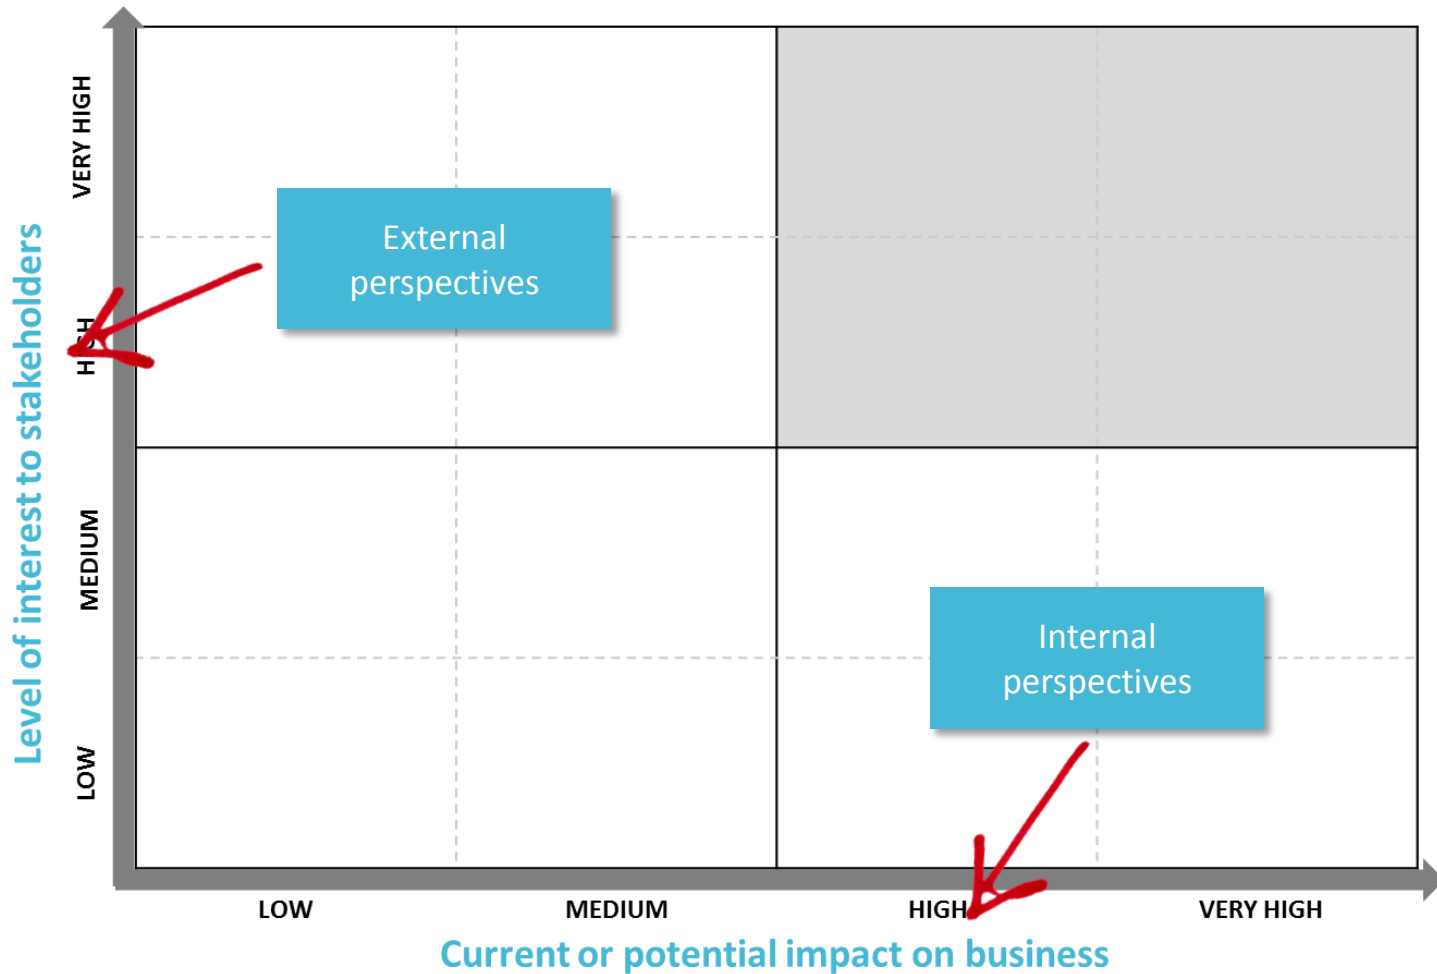 VERY HIGH
External
perspectives
HIGH
Level of interest to stakeholders
MEDIUM
Internal
perspectives
LOW
LOW
MEDIUM
HIGH
VERY HIGH
Current or potential impact on business